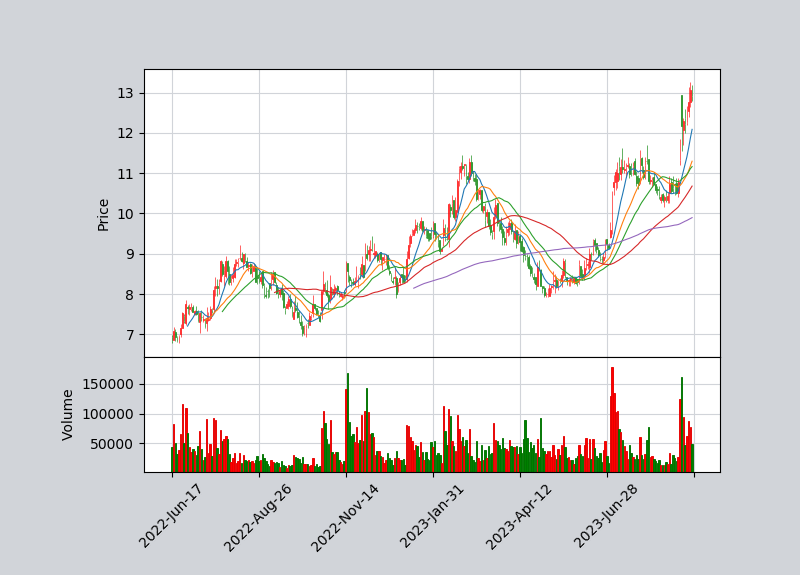 Price
13
12
11
10
9
8
7
Volume
150000
100000
50000
2022-Jun-17
2022-Aug-26
2022-Nov-14
2023-Jan-31
2023-Apr-12
2023-Jun-28